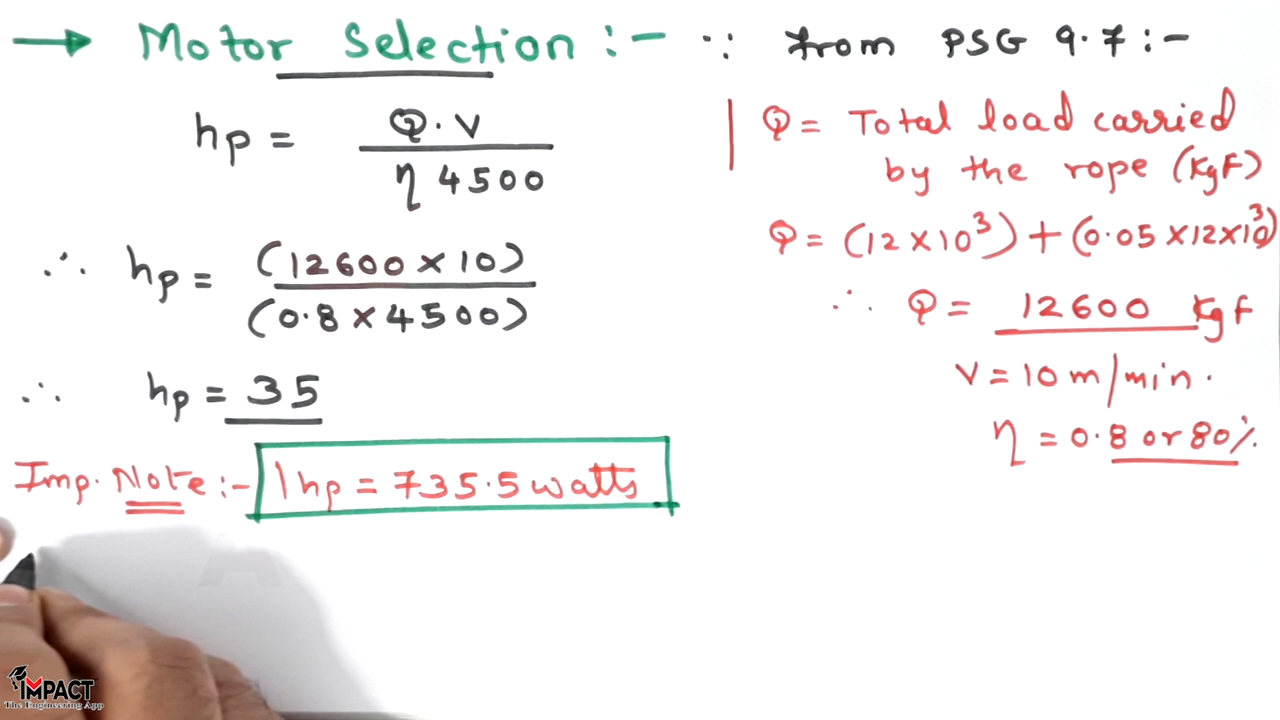 → Motor Selection :- ∵ from PSG 9.7 :-
hp = Q.V / η 4500
∴ hp = (12600 × 10) / (0.8 × 4500)
∴ hp = 35
Imp. Note :- 1 hp = 735.5 watts
Q = Total load carried
by the rope (KgF)
Q = (12 × 10³) + (0.05 × 12 × 10³)
∴ Q = 12600 Kgf
V = 10 m/min.
η = 0.8 or 80%.
IMPACT
The Engineering App